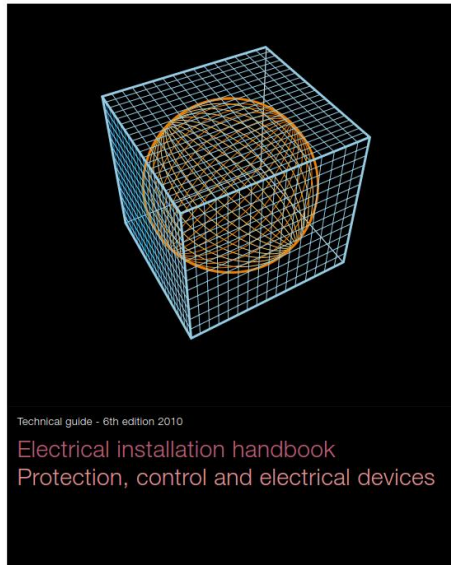 Technical guide - 6th edition 2010
Electrical installation handbook
Protection, control and electrical devices